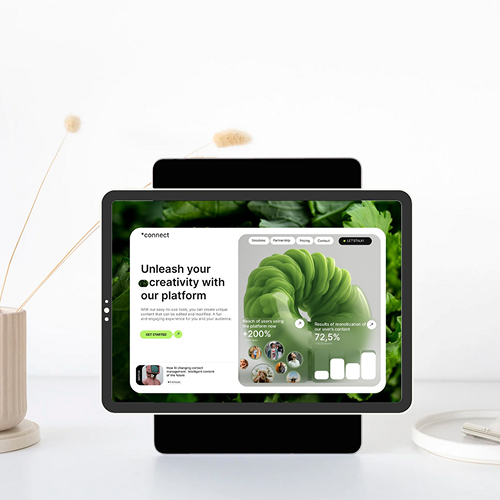 *connect
Solutions
Partnership
Pricing
Contact
LET'S TALK!
Unleash your
creativity with
our platform
With our easy-to-use tools, you can create unique
content that can be edited and modified. A fun
and engaging experience for you and your audience.
GET STARTED
How AI changing content
management: Intelligent content
of the future
Reach of users using
the platform now
+200%
Results of monetization of
our user's content
72,5%